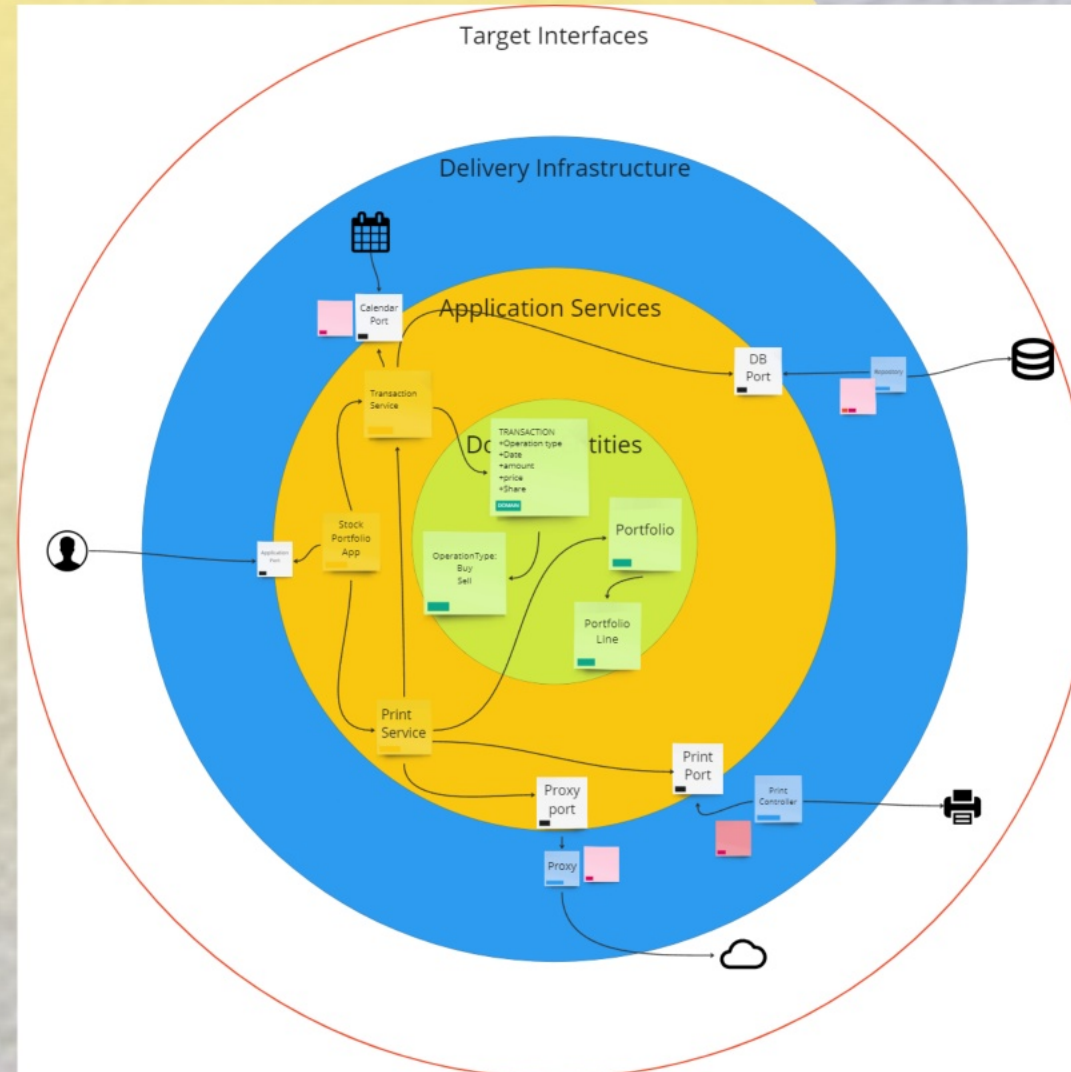 Target Interfaces
Delivery Infrastructure
Calendar
Port
Application Services
Transaction
Service
DB
Port
Repository
TRANSACTION
+Operation type
+Date
+amount
+price
+Share
DOMAIN
Stock
Portfolio
App
Application
Port
OperationType:
Buy
Sell
Portfolio
Portfolio
Line
Print
Service
Print
Port
Print
Controller
Proxy
port
Proxy